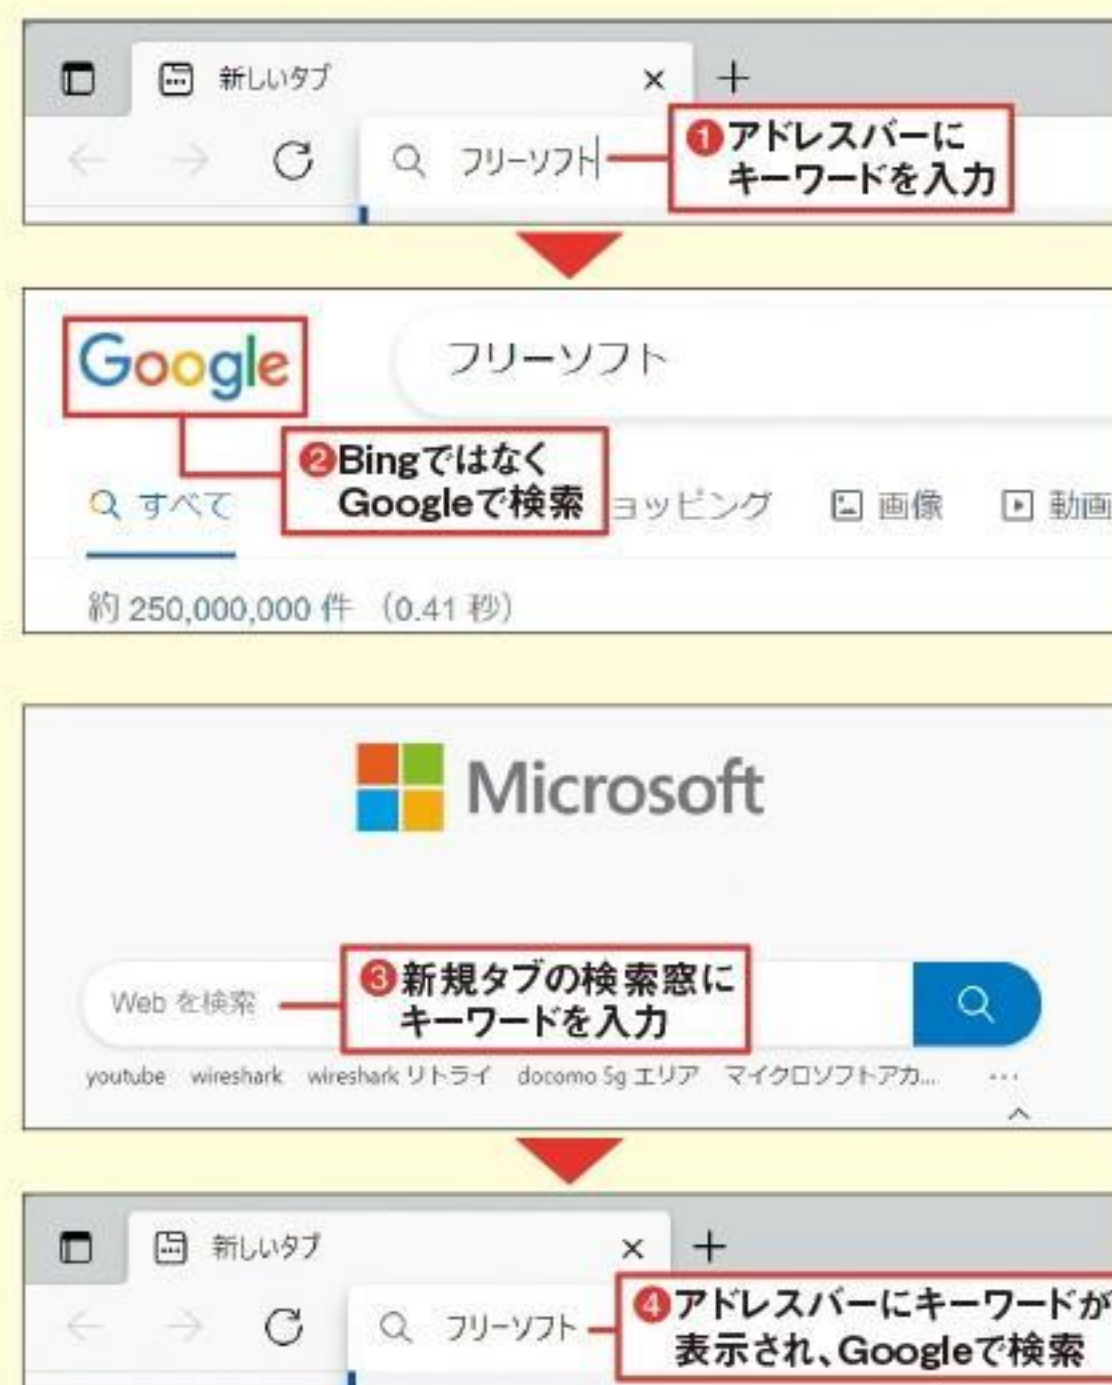 新しいタブ
フリーソフト
❶アドレスバーに
キーワードを入力
Google
フリーソフト
❷Bingではなく
Googleで検索
すべて
ョッピング
画像
動画
約 250,000,000 件 (0.41 秒)
Microsoft
Web を検索
❸新規タブの検索窓に
キーワードを入力
youtube wireshark wireshark リトライ docomo 5g エリア マイクロソフトアカ... ...
新しいタブ
フリーソフト
❹アドレスバーにキーワードが
表示され、Googleで検索